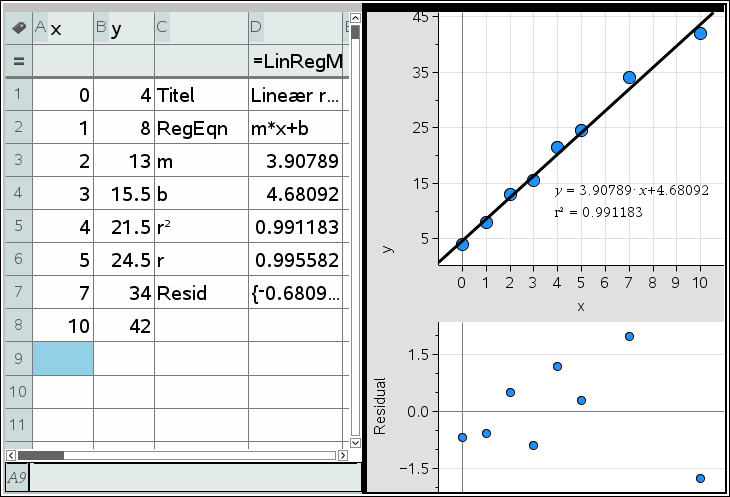 A x B y C D E
= =LinRegM
1 0 4 Titel Lineær r...
2 1 8 RegEqn m*x+b
3 2 13 m 3.90789
4 3 15.5 b 4.68092
5 4 21.5 r² 0.991183
6 5 24.5 r 0.995582
7 7 34 Resid {⁻0.6809...
8 10 42
9
10
11
A9
45
35
25
15
5
y
y = 3.90789·x+4.68092
r² = 0.991183
0 1 2 3 4 5 6 7 8 9 10
x
1.5
0.0
−1.5
Residual